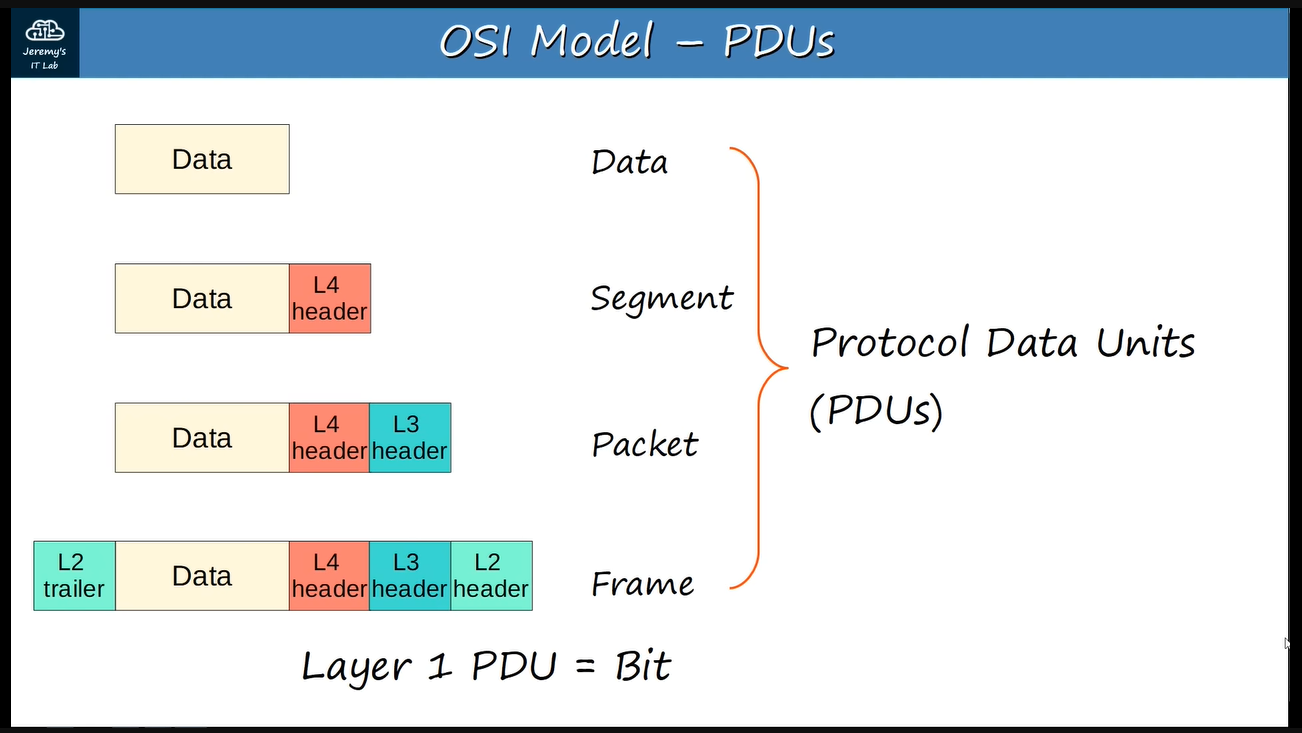 Jeremy's
IT Lab
OSI Model – PDUs
Data
Data
Data
L4
header
Segment
Protocol Data Units
(PDUs)
Data
L4
header
L3
header
Packet
L2
trailer
Data
L4
header
L3
header
L2
header
Frame
Layer 1 PDU = Bit